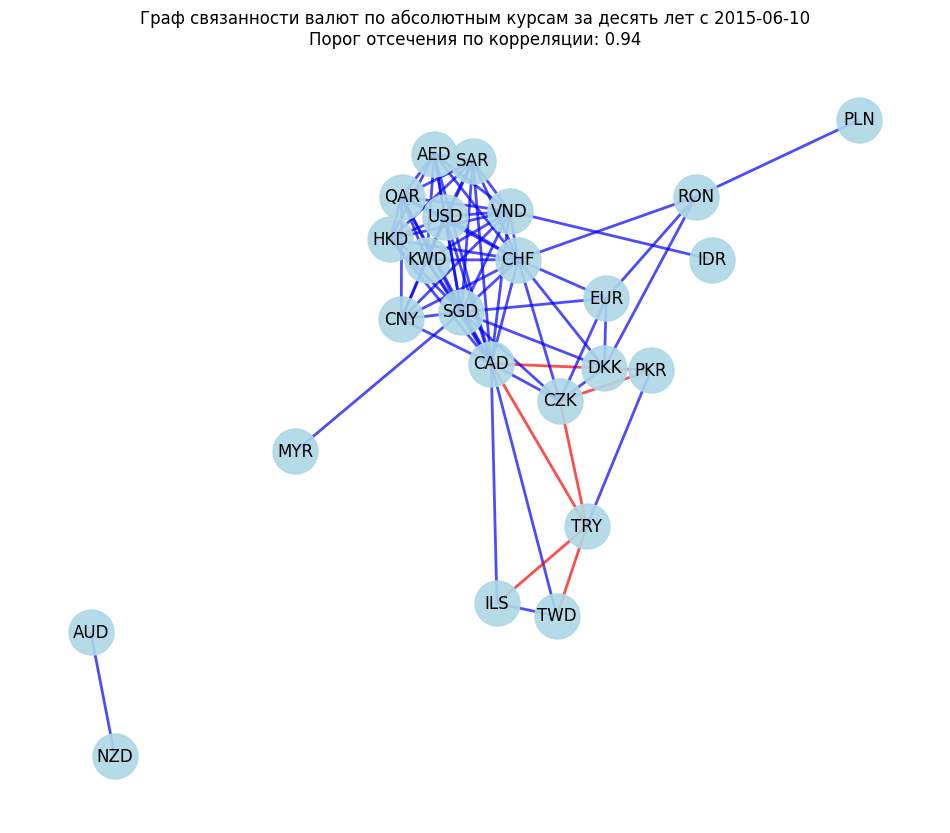 Граф связанности валют по абсолютным курсам за десять лет с 2015-06-10
Порог отсечения по корреляции: 0.94
PLN
AED
SAR
QAR
USD
VND
RON
HKD
KWD
CHF
IDR
EUR
CNY
SGD
CAD
DKK
PKR
CZK
MYR
TRY
ILS
TWD
AUD
NZD